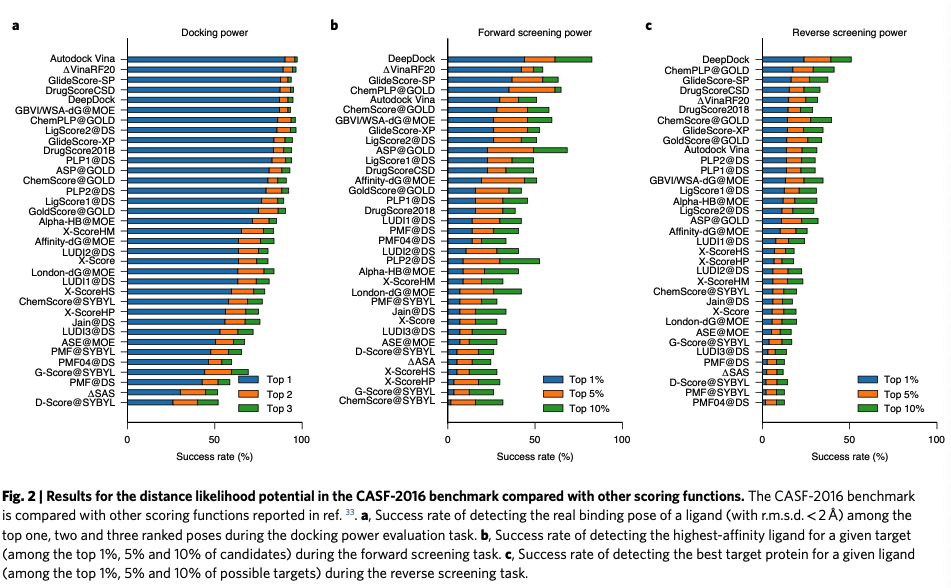 a
Docking power
Autodock Vina
ΔVinaRF20
GlideScore-SP
DrugScoreCSD
DeepDock
GBVI/WSA-dG@MOE
ChemPLP@GOLD
LigScore2@DS
GlideScore-XP
DrugScore201B
PLP1@DS
ASP@GOLD
ChemScore@GOLD
PLP2@DS
LigScore1@DS
GoldScore@GOLD
Alpha-HB@MOE
X-ScoreHM
Affinity-dG@MOE
LUDI2@DS
X-Score
London-dG@MOE
LUDI1@DS
X-ScoreHS
ChemScore@SYBYL
X-ScoreHP
Jain@DS
LUDI3@DS
ASE@MOE
PMF@SYBYL
PMF04@DS
G-Score@SYBYL
PMF@DS
ΔSAS
D-Score@SYBYL
Top 1
Top 2
Top 3
0 50 100
Success rate (%)
b
Forward screening power
DeepDock
ΔVinaRF20
GlideScore-SP
ChemPLP@GOLD
Autodock Vina
ChemScore@GOLD
GBVI/WSA-dG@MOE
GlideScore-XP
LigScore2@DS
ASP@GOLD
LigScore1@DS
DrugScoreCSD
Affinity-dG@MOE
GoldScore@GOLD
PLP1@DS
DrugScore2018
LUDI1@DS
PMF@DS
PMF04@DS
LUDI2@DS
PLP2@DS
Alpha-HB@MOE
X-ScoreHM
London-dG@MOE
PMF@SYBYL
Jain@DS
X-Score
LUDI3@DS
ASE@MOE
D-Score@SYBYL
ΔASA
X-ScoreHS
X-ScoreHP
G-Score@SYBYL
ChemScore@SYBYL
Top 1%
Top 5%
Top 10%
0 50 100
Success rate (%)
c
Reverse screening power
DeepDock
ChemPLP@GOLD
GlideScore-SP
DrugScoreCSD
ΔVinaRF20
DrugScore2018
ChemScore@GOLD
GlideScore-XP
GoldScore@GOLD
Autodock Vina
PLP2@DS
PLP1@DS
GBVI/WSA-dG@MOE
LigScore1@DS
Alpha-HB@MOE
LigScore2@DS
ASP@GOLD
Affinity-dG@MOE
LUDI1@DS
X-ScoreHS
X-ScoreHP
LUDI2@DS
X-ScoreHM
ChemScore@SYBYL
Jain@DS
X-Score
London-dG@MOE
ASE@MOE
G-Score@SYBYL
LUDI3@DS
PMF@DS
ΔSAS
D-Score@SYBYL
PMF@SYBYL
PMF04@DS
Top 1%
Top 5%
Top 10%
0 50 100
Success rate (%)
Fig. 2 | Results for the distance likelihood potential in the CASF-2016 benchmark compared with other scoring functions. The CASF-2016 benchmark
is compared with other scoring functions reported in ref. 33. a, Success rate of detecting the real binding pose of a ligand (with r.m.s.d. < 2 Å) among the
top one, two and three ranked poses during the docking power evaluation task. b, Success rate of detecting the highest-affinity ligand for a given target
(among the top 1%, 5% and 10% of candidates) during the forward screening task. c, Success rate of detecting the best target protein for a given ligand
(among the top 1%, 5% and 10% of possible targets) during the reverse screening task.